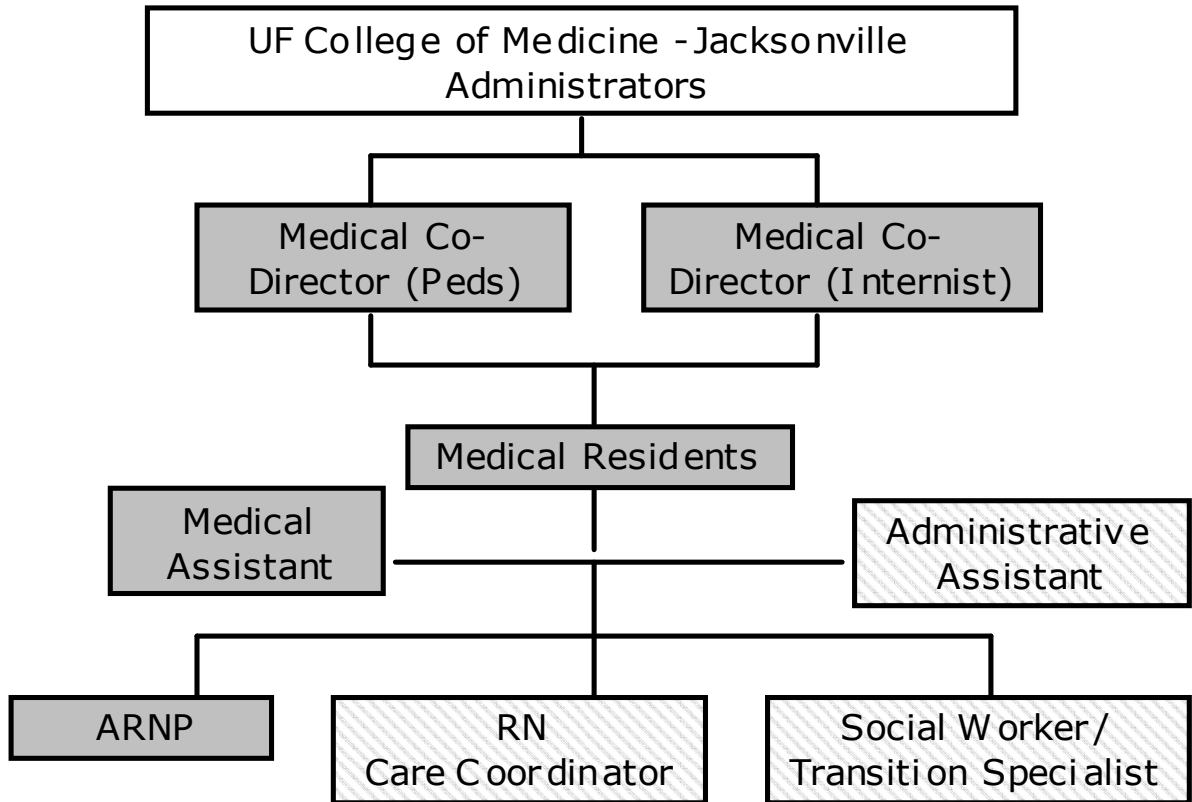 UF College of Medicine -Jacksonville
Administrators
Medical Co-
Director (Peds)
Medical Co-
Director (Internist)
Medical Residents
Medical
Assistant
Administrative
Assistant
ARNP
RN
Care Coordinator
Social Worker/
Transition Specialist